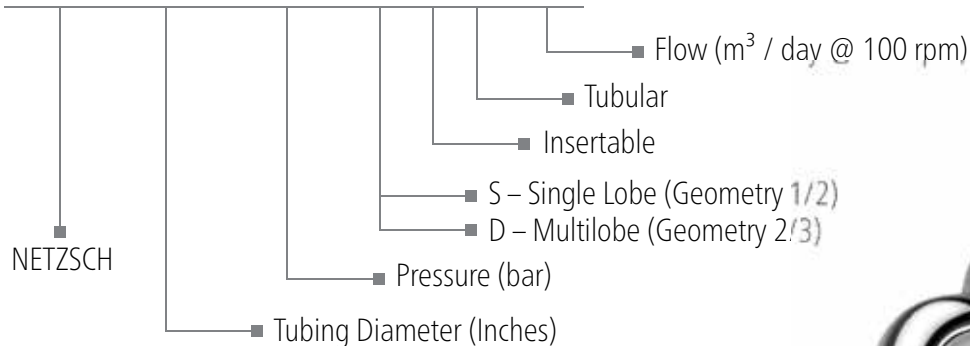 Flow (m³ / day @ 100 rpm)
Tubular
Insertable
S – Single Lobe (Geometry 1/2)
D – Multilobe (Geometry 2/3)
NETZSCH
Pressure (bar)
Tubing Diameter (Inches)